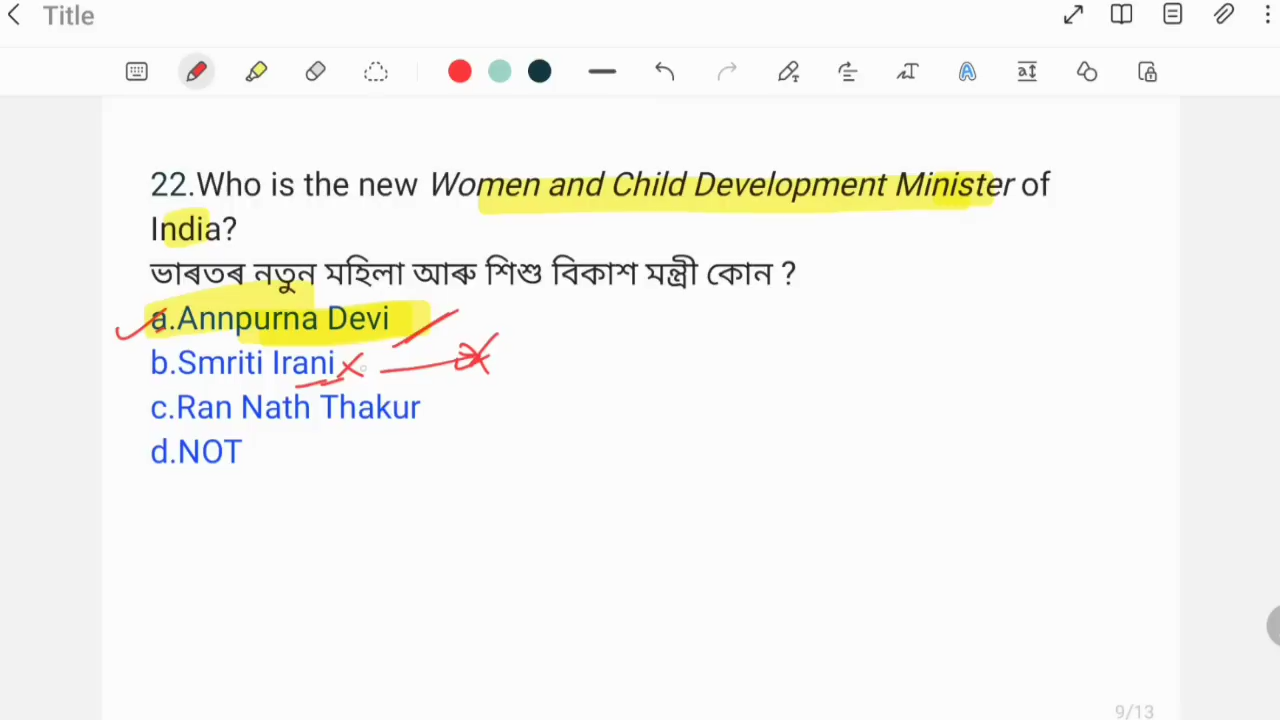 Title
22.Who is the new Women and Child Development Minister of
India?
ভাৰতৰ নতুন মহিলা আৰু শিশু বিকাশ মন্ত্ৰী কোন ?
a.Annpurna Devi
b.Smriti Irani
c.Ran Nath Thakur
d.NOT
9/13